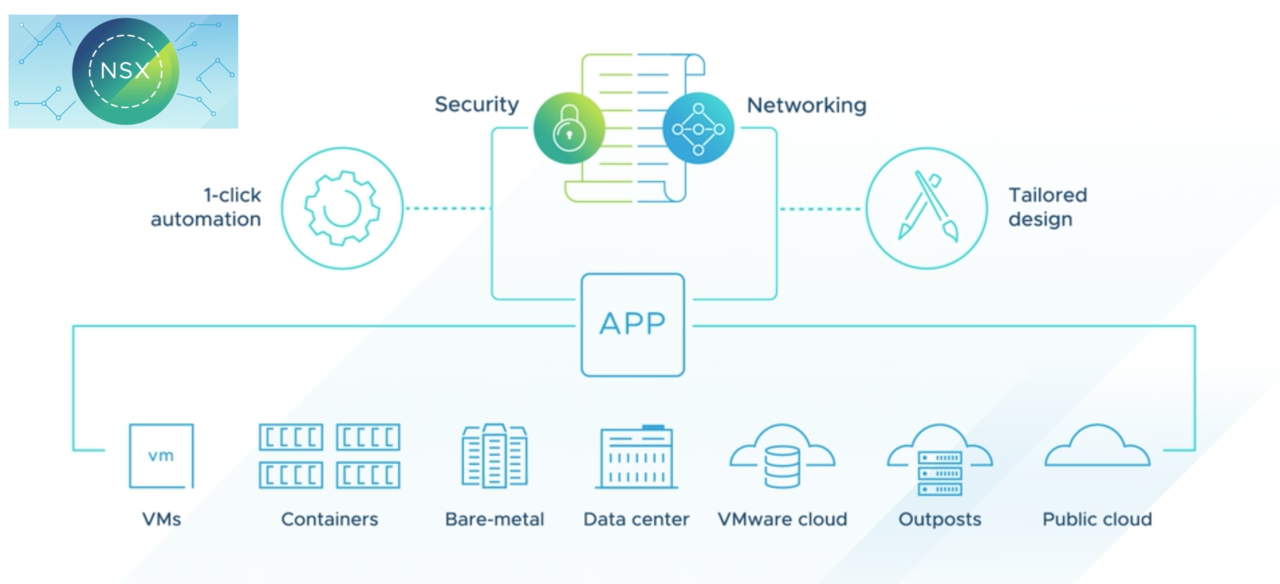 NSX
Security
Networking
1-click
automation
Tailored
design
APP
vm
VMs
Containers
Bare-metal
Data center
VMware cloud
Outposts
Public cloud